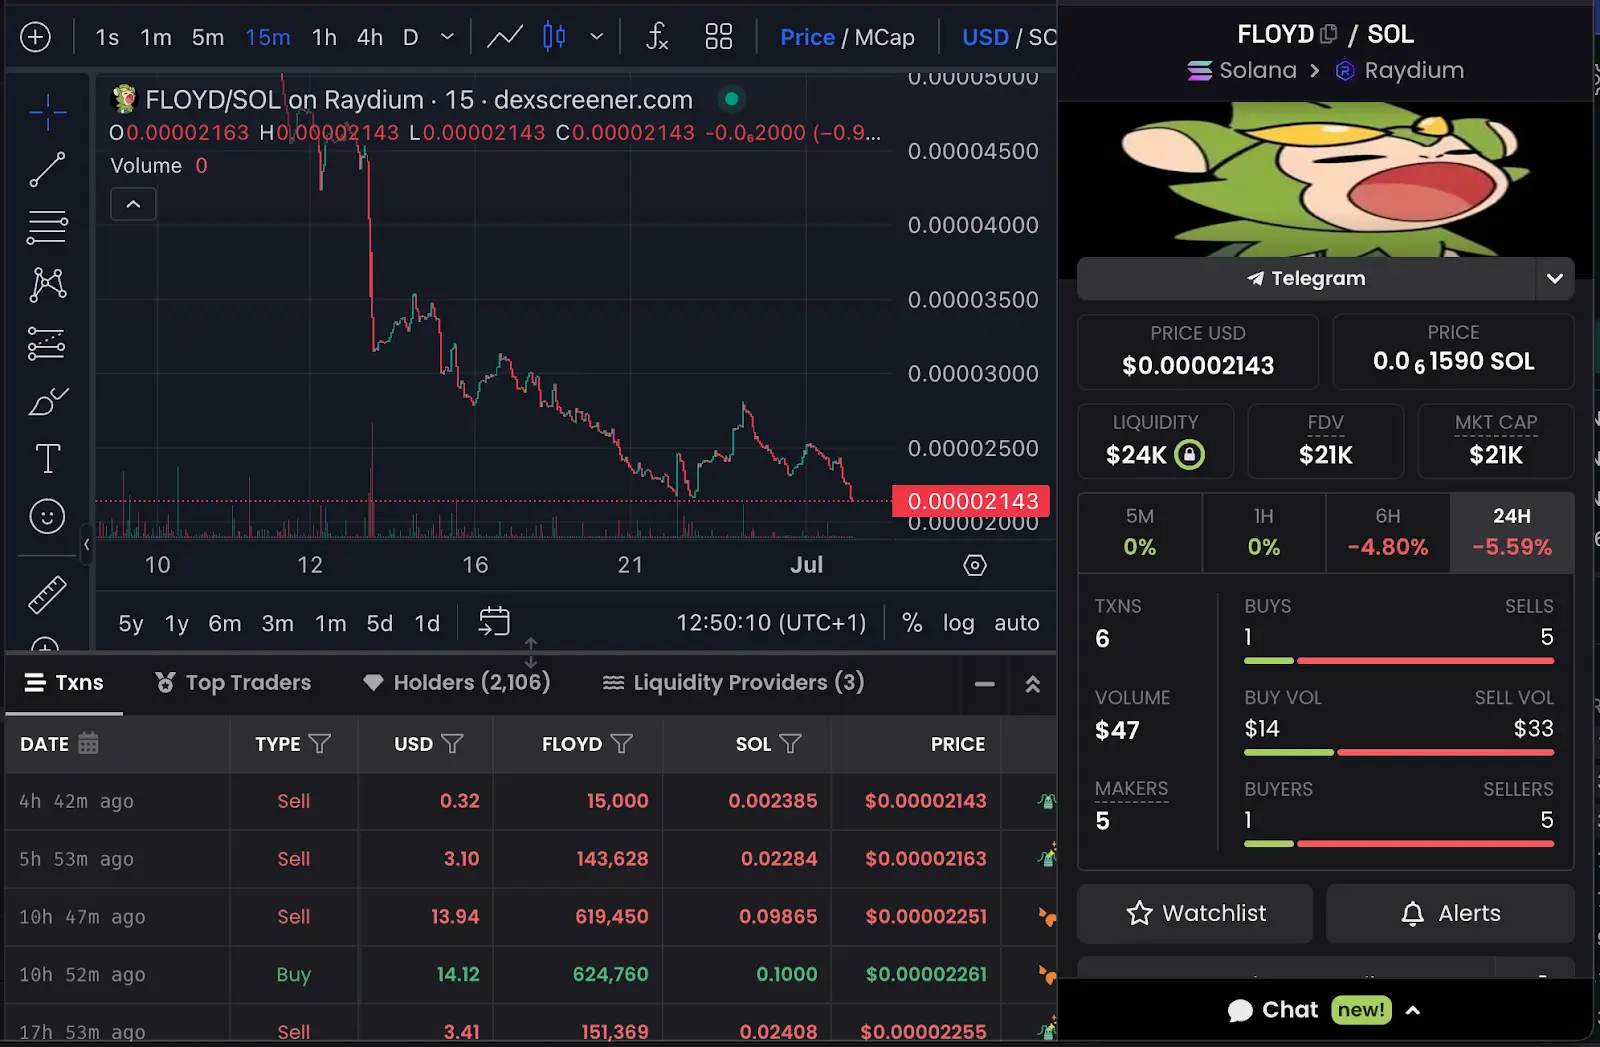 1s 1m 5m 15m 1h 4h D fx Price / MCap USD / SC
FLOYD/SOL on Raydium · 15 · dexscreener.com
O0.00002163 H0.00002143 L0.00002143 C0.00002143 -0.0₆2000 (−0.9...
Volume 0
0.00005000
0.00004500
0.00004000
0.00003500
0.00003000
0.00002500
0.00002143
0.00002000
10 12 16 21 Jul
5y 1y 6m 3m 1m 5d 1d 12:50:10 (UTC+1) % log auto
Txns Top Traders Holders (2,106) Liquidity Providers (3)
DATE TYPE USD FLOYD SOL PRICE
4h 42m ago Sell 0.32 15,000 0.002385 $0.00002143
5h 53m ago Sell 3.10 143,628 0.02284 $0.00002163
10h 47m ago Sell 13.94 619,450 0.09865 $0.00002251
10h 52m ago Buy 14.12 624,760 0.1000 $0.00002261
17h 53m ago Sell 3.41 151,369 0.02408 $0.00002255
FLOYD / SOL
Solana > Raydium
Telegram
PRICE USD PRICE
$0.00002143 0.0₆1590 SOL
LIQUIDITY FDV MKT CAP
$24K $21K $21K
5M 1H 6H 24H
0% 0% -4.80% -5.59%
TXNS BUYS SELLS
6 1 5
VOLUME BUY VOL SELL VOL
$47 $14 $33
MAKERS BUYERS SELLERS
5 1 5
Watchlist Alerts
Chat new!